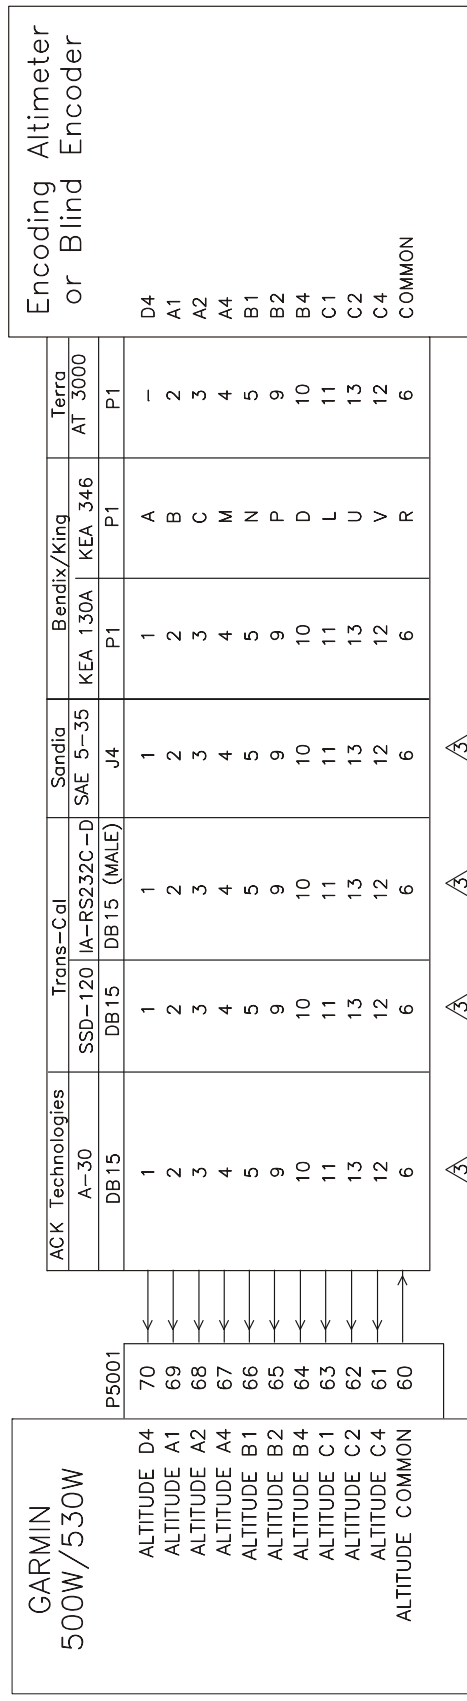 GARMIN
500W/530W
P5001
ALTITUDE D4 70
ALTITUDE A1 69
ALTITUDE A2 68
ALTITUDE A4 67
ALTITUDE B1 66
ALTITUDE B2 65
ALTITUDE B4 64
ALTITUDE C1 63
ALTITUDE C2 62
ALTITUDE C4 61
ALTITUDE COMMON 60
ACK Technologies Trans-Cal Sandia Bendix/King Terra
A-30 SSD-120 IA-RS232C-D SAE 5-35 KEA 130A KEA 346 AT 3000
DB15 DB15 DB15 (MALE) J4 P1 P1 P1
1 1 1 1 1 A -
2 2 2 2 2 B 2
3 3 3 3 3 C 3
4 4 4 4 4 M 4
5 5 5 5 5 N 5
9 9 9 9 9 P 9
10 10 10 10 10 D 10
11 11 11 11 11 L 11
13 13 13 13 13 U 13
12 12 12 12 12 V 12
6 6 6 6 6 R 6
3 3 3 3
Encoding Altimeter
or Blind Encoder
D4
A1
A2
A4
B1
B2
B4
C1
C2
C4
COMMON